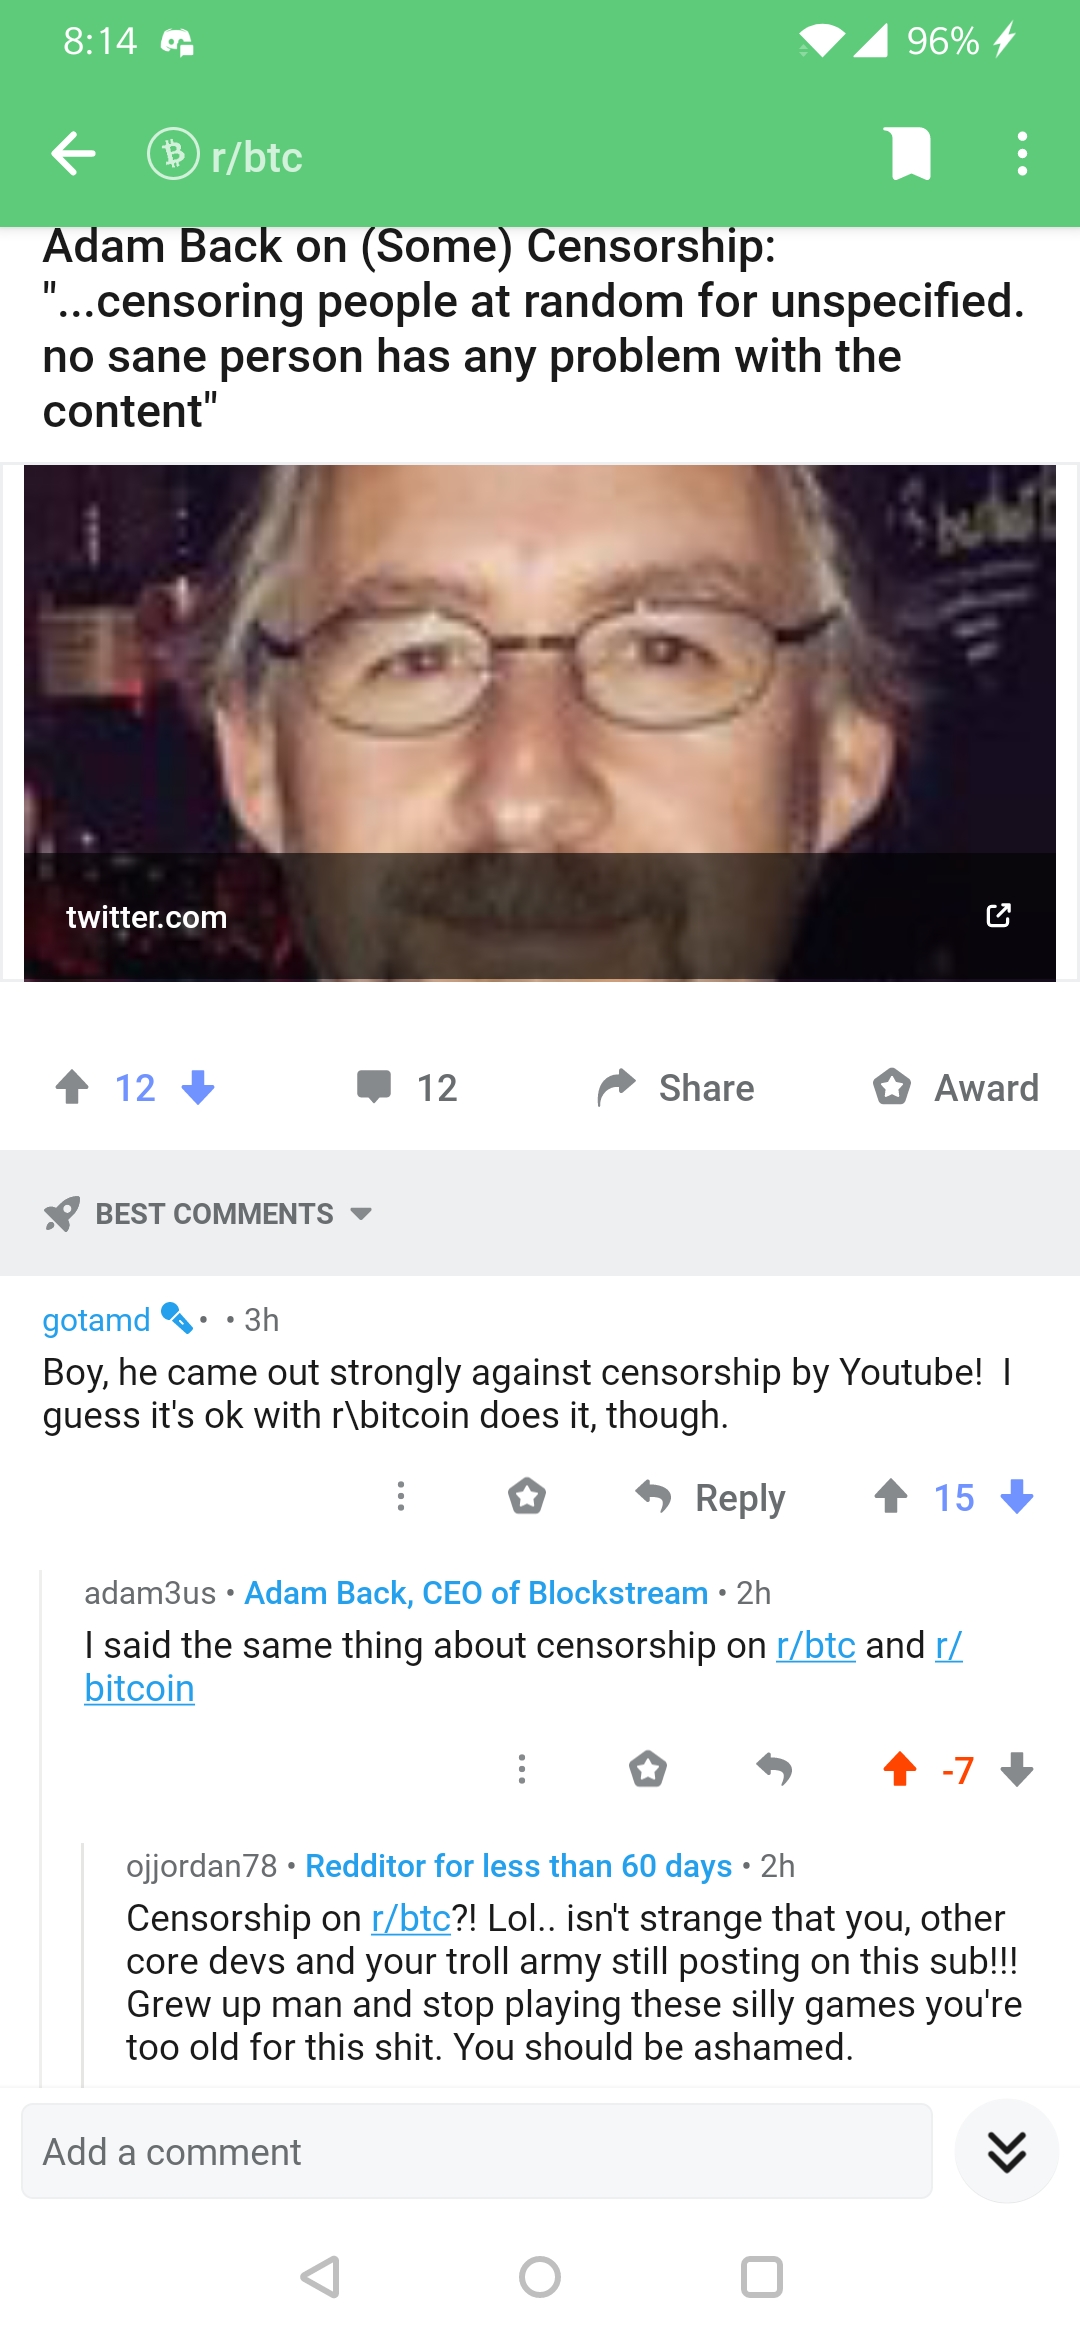 8:14
96%
r/btc
Adam Back on (Some) Censorship:
"...censoring people at random for unspecified.
no sane person has any problem with the
content"
twitter.com
12
12
Share
Award
BEST COMMENTS
gotamd • • 3h
Boy, he came out strongly against censorship by Youtube!  I
guess it's ok with r\bitcoin does it, though.
Reply
15
adam3us • Adam Back, CEO of Blockstream • 2h
I said the same thing about censorship on r/btc and r/
bitcoin
-7
ojjordan78 • Redditor for less than 60 days • 2h
Censorship on r/btc?! Lol.. isn't strange that you, other
core devs and your troll army still posting on this sub!!!
Grew up man and stop playing these silly games you're
too old for this shit. You should be ashamed.
Add a comment